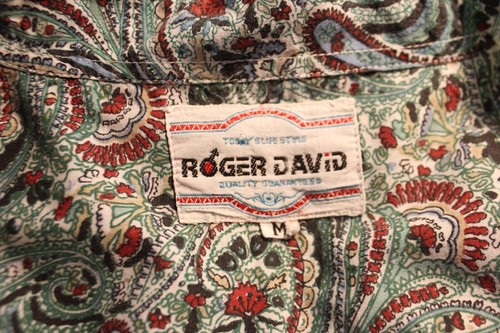 TODAY'S LIFE STYLE
ROGER DAVID
QUALITY GUARANTEED
M